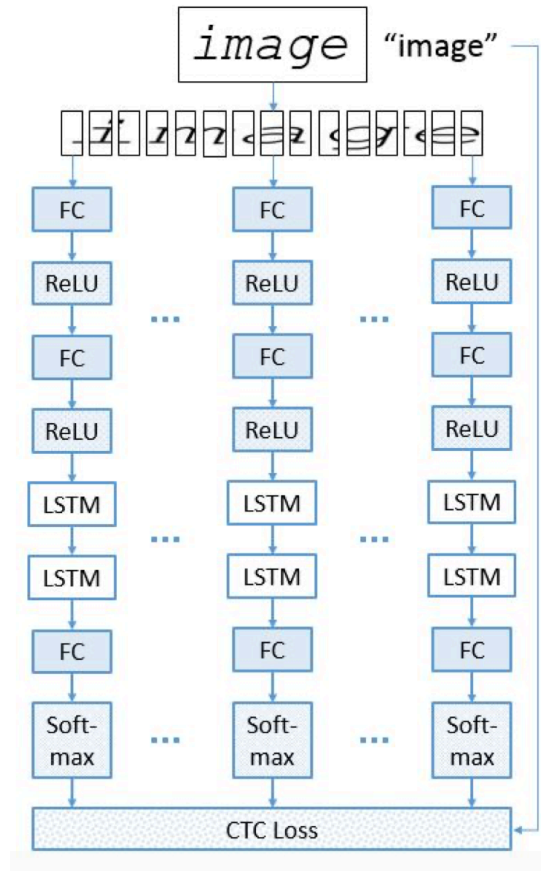 image “image”
FC FC FC
ReLU ... ReLU ... ReLU
FC FC FC
ReLU ReLU ReLU
LSTM LSTM LSTM
... ...
LSTM LSTM LSTM
FC FC FC
Soft- ... Soft- ... Soft-
max max max
CTC Loss